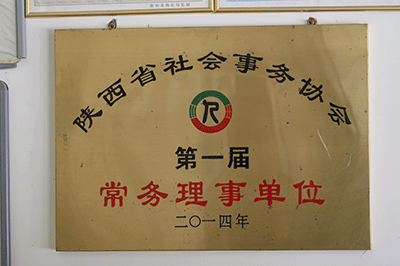 陕西省社会事务协会
第一届
常务理事单位
二〇一四年